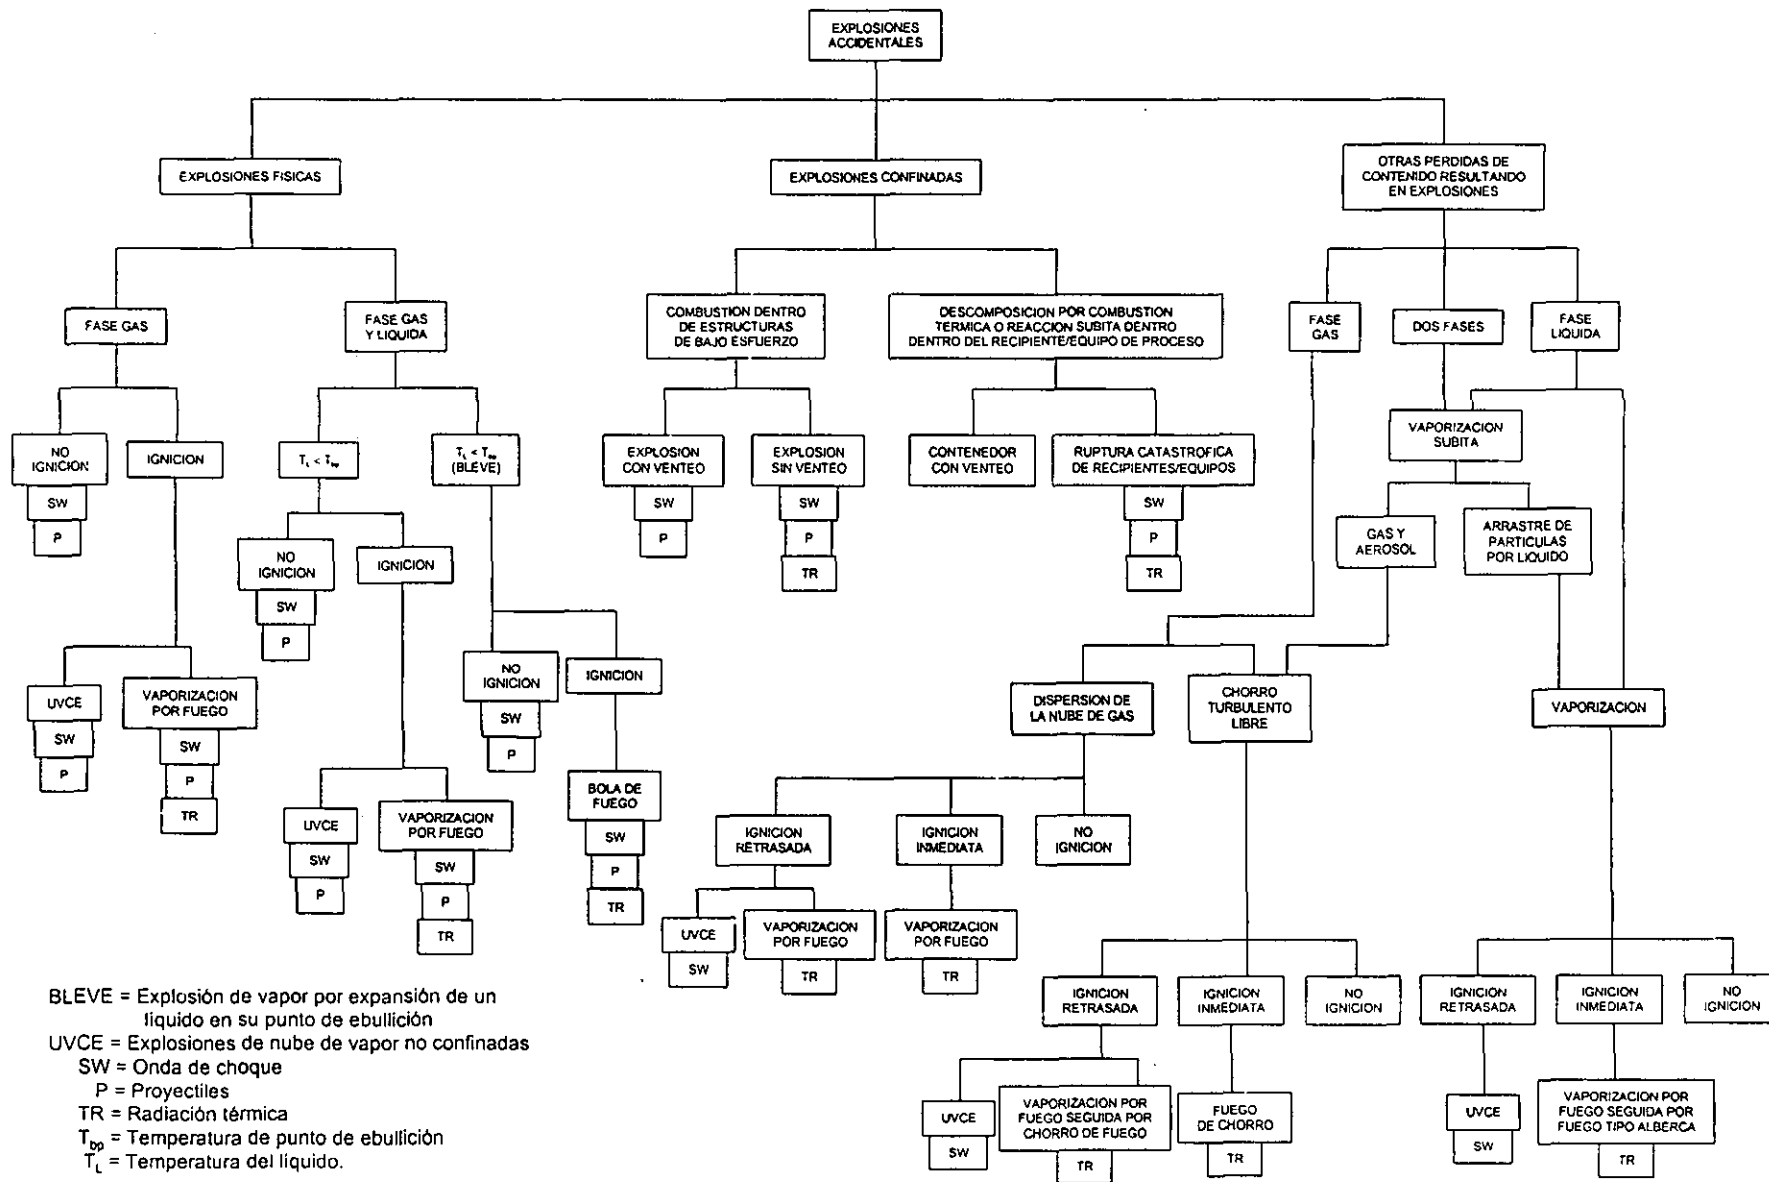 EXPLOSIONES
ACCIDENTALES
EXPLOSIONES FISICAS
EXPLOSIONES CONFINADAS
OTRAS PERDIDAS DE
CONTENIDO RESULTANDO
EN EXPLOSIONES
FASE GAS
FASE GAS
Y LIQUIDA
COMBUSTION DENTRO
DE ESTRUCTURAS
DE BAJO ESFUERZO
DESCOMPOSICION POR COMBUSTION
TERMICA O REACCION SUBITA DENTRO
DENTRO DEL RECIPIENTE/EQUIPO DE PROCESO
FASE
GAS
DOS FASES
FASE
LIQUIDA
NO
IGNICION
SW
P
IGNICION
T_L < T_bp
T_L < T_bp
(BLEVE)
EXPLOSION
CON VENTEO
SW
P
EXPLOSION
SIN VENTEO
SW
P
TR
CONTENEDOR
CON VENTEO
RUPTURA CATASTROFICA
DE RECIPIENTES/EQUIPOS
SW
P
TR
VAPORIZACION
SUBITA
GAS Y
AEROSOL
ARRASTRE DE
PARTICULAS
POR LIQUIDO
NO
IGNICION
SW
P
IGNICION
UVCE
SW
P
VAPORIZACION
POR FUEGO
SW
P
TR
NO
IGNICION
SW
P
IGNICION
DISPERSION DE
LA NUBE DE GAS
CHORRO
TURBULENTO
LIBRE
VAPORIZACION
UVCE
SW
P
VAPORIZACION
POR FUEGO
SW
P
TR
BOLA DE
FUEGO
SW
P
TR
IGNICION
RETRASADA
IGNICION
INMEDIATA
NO
IGNICION
UVCE
SW
VAPORIZACION
POR FUEGO
TR
VAPORIZACION
POR FUEGO
TR
IGNICION
RETRASADA
IGNICION
INMEDIATA
NO
IGNICION
IGNICION
RETRASADA
IGNICION
INMEDIATA
NO
IGNICION
UVCE
SW
VAPORIZACION POR
FUEGO SEGUIDA POR
CHORRO DE FUEGO
TR
FUEGO
DE CHORRO
TR
UVCE
SW
VAPORIZACION POR
FUEGO SEGUIDA POR
FUEGO TIPO ALBERCA
TR
BLEVE = Explosión de vapor por expansión de un
líquido en su punto de ebullición
UVCE = Explosiones de nube de vapor no confinadas
SW = Onda de choque
P = Proyectiles
TR = Radiación térmica
T_bp = Temperatura de punto de ebullición
T_L = Temperatura del líquido.